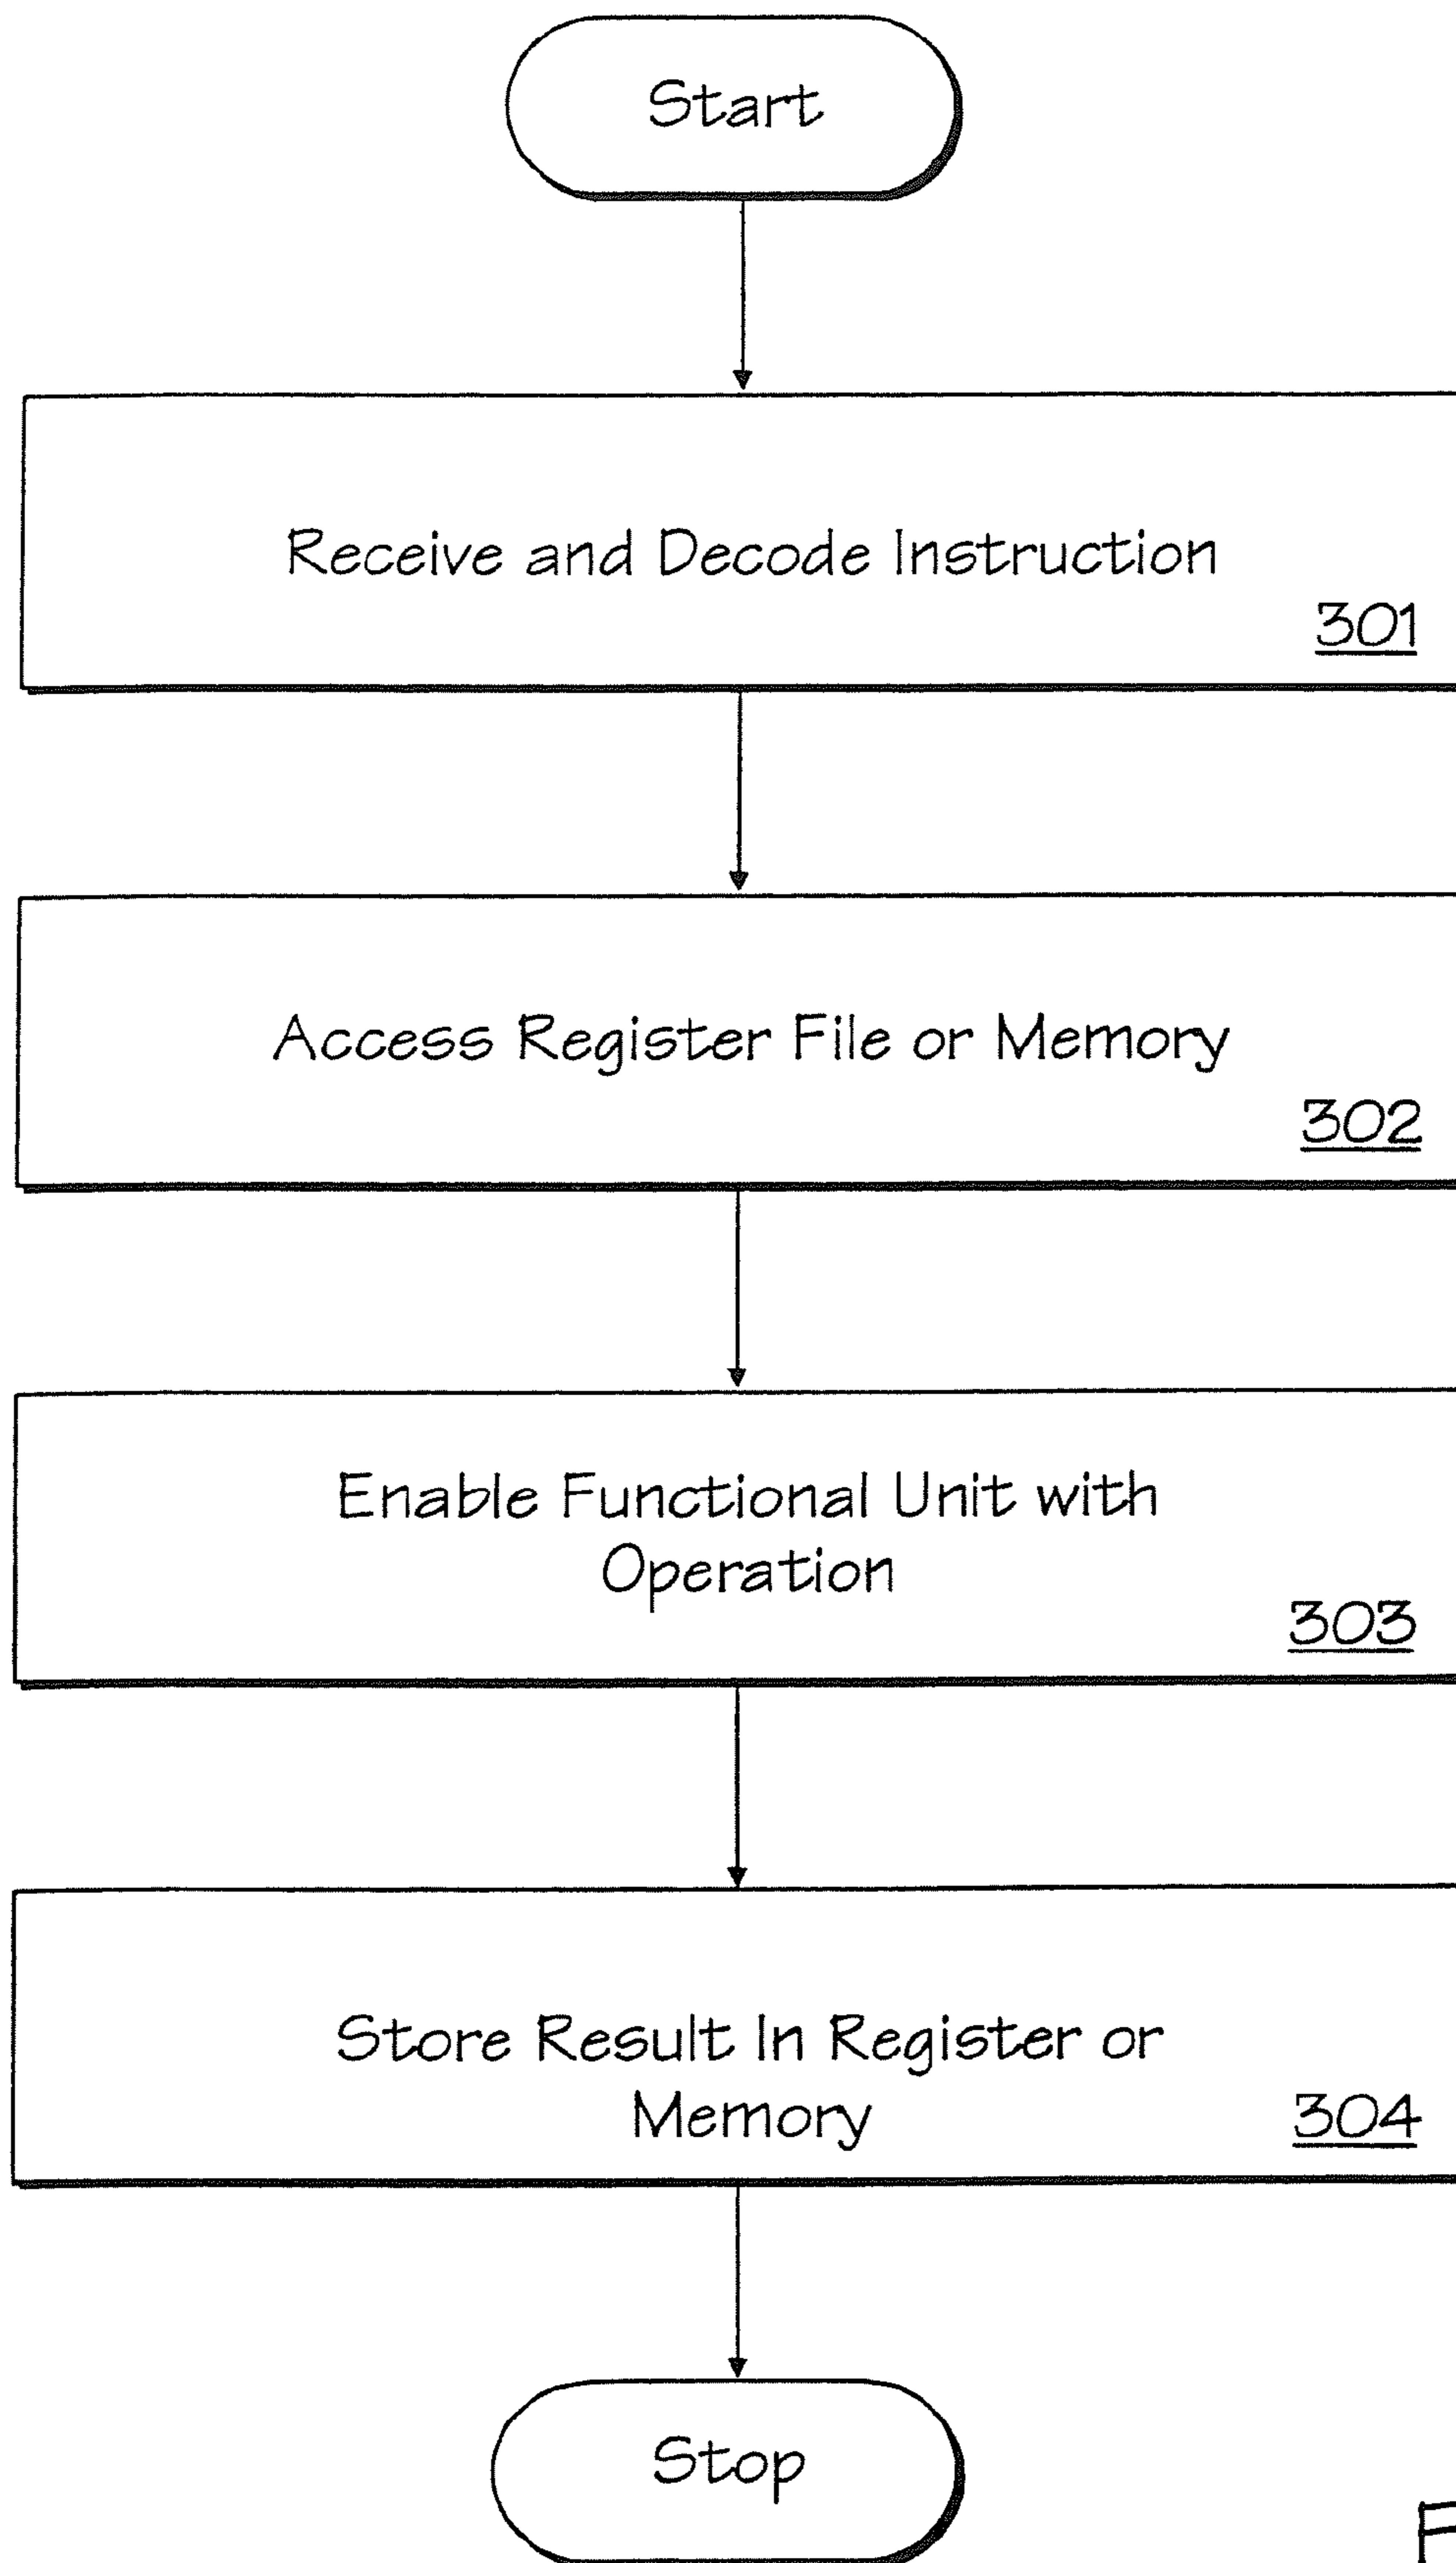 Start
Receive and Decode Instruction
301
Access Register File or Memory
302
Enable Functional Unit with
Operation
303
Store Result In Register or
Memory
304
Stop